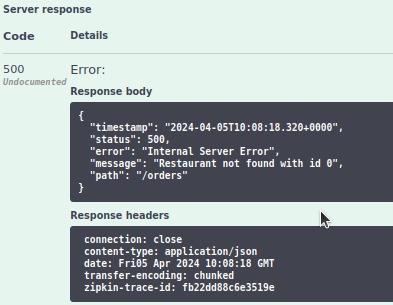 Server response
Code Details
500 Error:
Undocumented
Response body
{
"timestamp": "2024-04-05T10:08:18.320+0000",
"status": 500,
"error": "Internal Server Error",
"message": "Restaurant not found with id 0",
"path": "/orders"
}
Response headers
connection: close
content-type: application/json
date: Fri05 Apr 2024 10:08:18 GMT
transfer-encoding: chunked
zipkin-trace-id: fb22dd88c6e3519e